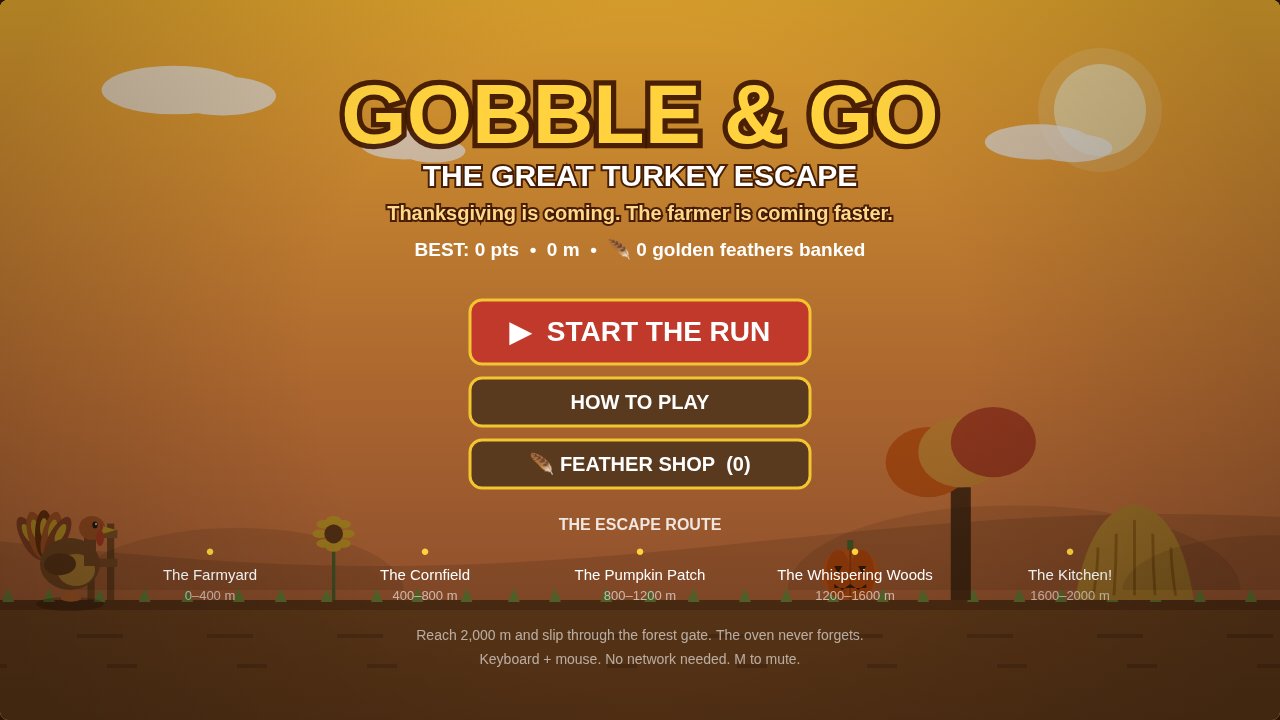 GOBBLE & GO
THE GREAT TURKEY ESCAPE
Thanksgiving is coming. The farmer is coming faster.
BEST: 0 pts • 0 m • 🪶 0 golden feathers banked
▶ START THE RUN
HOW TO PLAY
🪶 FEATHER SHOP (0)
THE ESCAPE ROUTE
The Farmyard
0–400 m
The Cornfield
400–800 m
The Pumpkin Patch
800–1200 m
The Whispering Woods
1200–1600 m
The Kitchen!
1600–2000 m
Reach 2,000 m and slip through the forest gate. The oven never forgets.
Keyboard + mouse. No network needed. M to mute.